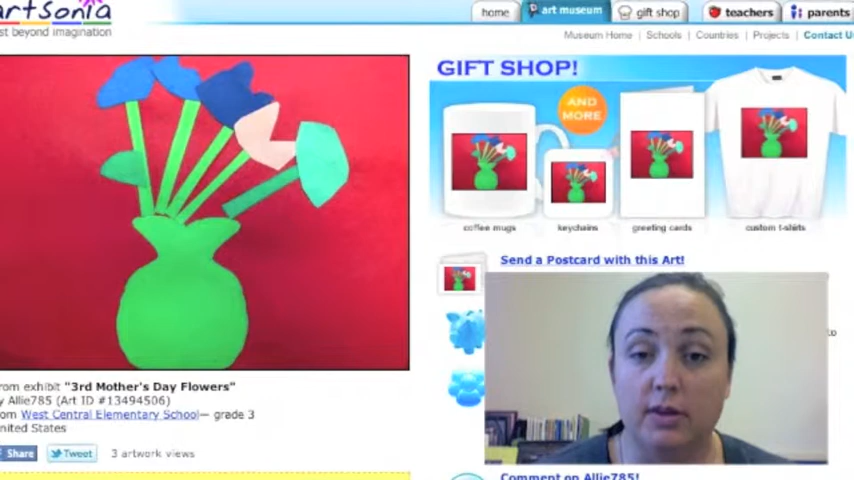 artsonia
st beyond imagination
home
art museum
gift shop
teachers
parents
Museum Home | Schools | Countries | Projects | Contact U
GIFT SHOP!
AND
MORE
coffee mugs
keychains
greeting cards
custom t-shirts
Send a Postcard with this Art!
to
rom exhibit "3rd Mother's Day Flowers"
y Allie785 (Art ID #13494506)
rom West Central Elementary School— grade 3
nited States
Share
Tweet
3 artwork views
Comment on Allie785!